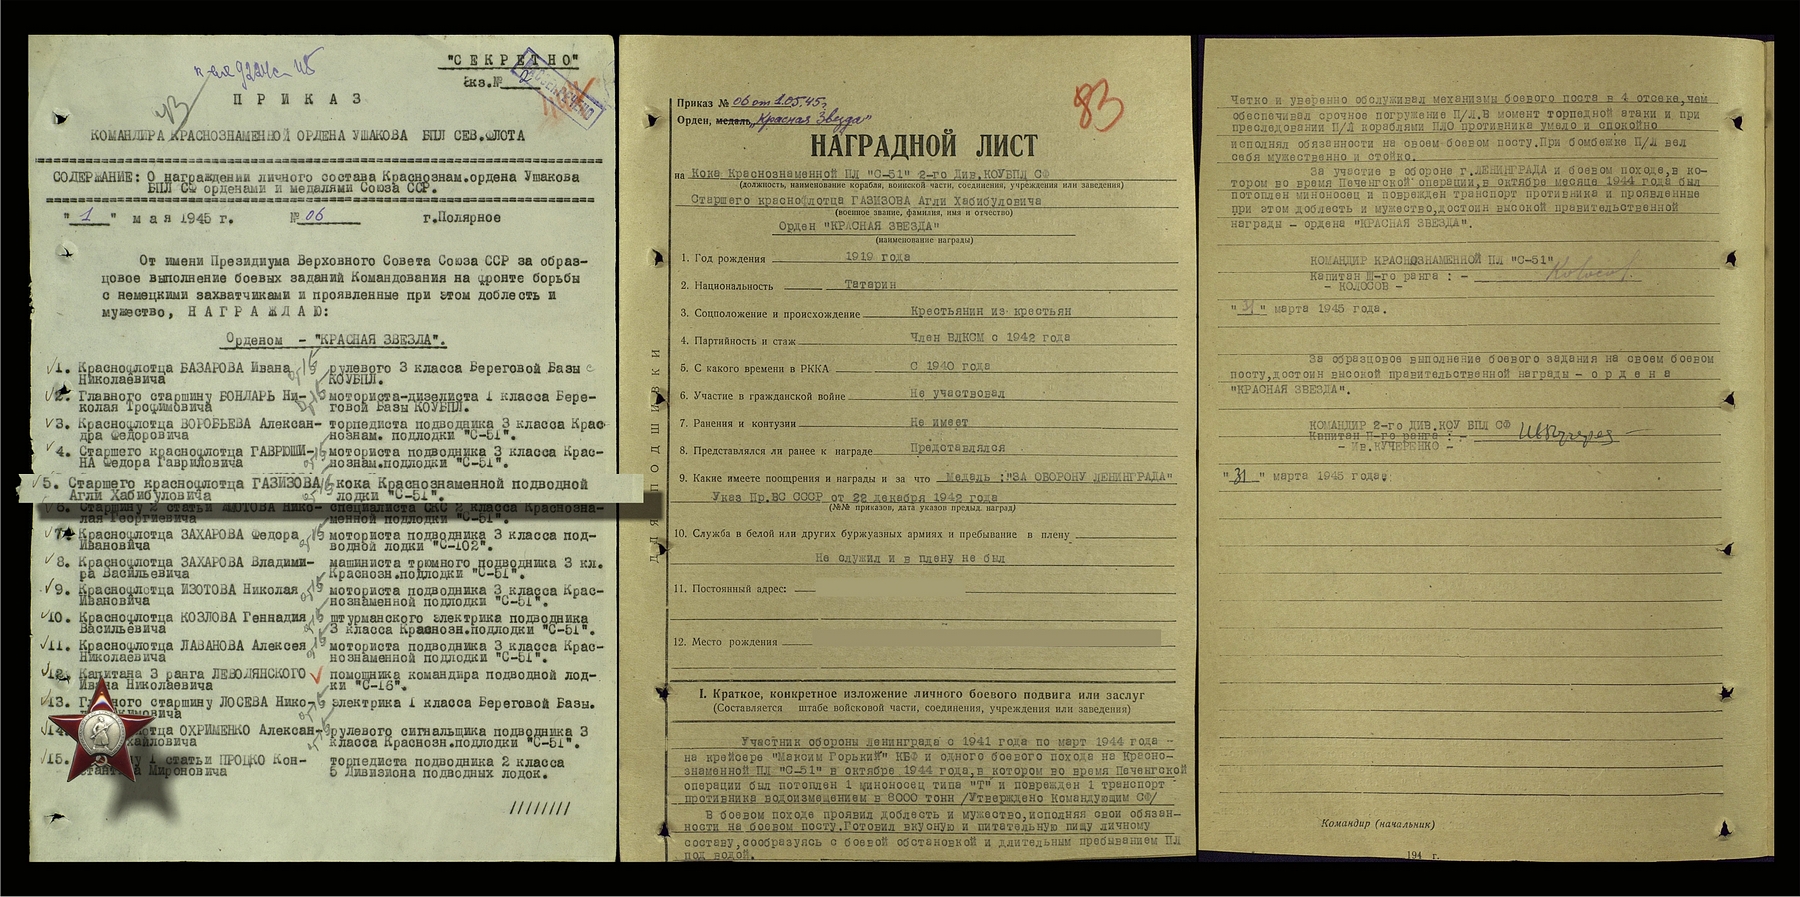 "СЕКРЕТНО"
Экз.№
РАССЕКРЕЧЕНО
ПРИКАЗ
КОМАНДИРА КРАСНОЗНАМЕННОЙ ОРДЕНА УШАКОВА БПЛ СЕВ.ФЛОТА
СОДЕРЖАНИЕ: О награждении личного состава Краснознам.ордена Ушакова
БПЛ СФ орденами и медалями Союза ССР.
"1" мая 1945 г. №06 г.Полярное
От имени Президиума Верховного Совета Союза ССР за образ-
цовое выполнение боевых заданий Командования на фронте борьбы
с немецкими захватчиками и проявленные при этом доблесть и
мужество, НАГРАЖДАЮ:
Орденом - "КРАСНАЯ ЗВЕЗДА".
1. Краснофлотца БАЗАРОВА Ивана рулевого 3 класса Береговой Базы
Николаевича КОУБПЛ.
2. Главного старшину БОНДАРЬ Ни- моториста-дизелиста 1 класса Бере-
колая Трофимовича говой Базы КОУБПЛ.
3. Краснофлотца ВОРОБЬЕВА Алексан- торпедиста подводника 3 класса Крас-
дра Федоровича нознам. подлодки "С-51".
4. Старшего краснофлотца ГАВРЮШИ- моториста подводника 3 класса Крас-
НА Федора Гавриловича нознам.подлодки "С-51".
5. Старшего краснофлотца ГАЗИЗОВА кока Краснознаменной подводной
Агли Хабибуловича лодки "С-51".
6. Старшину 2 статьи Нико- специалиста СКС 2 класса Краснозна-
лая Георгиевича менной подлодки "С-51".
7. Краснофлотца ЗАХАРОВА Федора моториста подводника 3 класса под-
Ивановича водной лодки "С-102".
8. Краснофлотца ЗАХАРОВА Владими- машиниста трюмного подводника 3 кл.
ра Васильевича Краснозн.подлодки "С-51".
9. Краснофлотца ИЗОТОВА Николая моториста подводника 3 класса Крас-
Ивановича нознаменной подлодки "С-51".
10. Краснофлотца КОЗЛОВА Геннадия штурманского электрика подводника
Васильевича 3 класса Краснозн.подлодки "С-51".
11. Краснофлотца ЛАВАНОВА Алексея моториста подводника 3 класса Крас-
Николаевича нознаменной подлодки "С-51".
12. Капитана 3 ранга ЛЕВОЛЯНСКОГО помощника командира подводной лод-
Ивана Николаевича ки "С-16".
13. Главного старшину ЛОСЕВА Нико- электрика 1 класса Береговой Базы.
14. ОХРИМЕНКО Алексан- рулевого сигнальщика подводника 3
класса Краснозн.подлодки "С-51".
15. 1 статьи ПРОЦКО Кон- торпедиста подводника 2 класса
Мироновича 5 Дивизиона подводных лодок.
83
Приказ № 06 от 1.05.45г.
Орден, медаль "Красная Звезда"
НАГРАДНОЙ ЛИСТ
на Кока Краснознаменной ПЛ "С-51" 2-го Див.КОУБПЛ СФ
(должность, наименование корабля, воинской части, соединения, учреждения или заведения)
Старшего краснофлотца ГАЗИЗОВА Агли Хабибуловича
(военное звание, фамилия, имя и отчество)
Орден "КРАСНАЯ ЗВЕЗДА"
(наименование награды)
1. Год рождения 1919 года
2. Национальность Татарин
3. Соцположение и происхождение Крестьянин из крестьян
4. Партийность и стаж Член ВЛКСМ с 1942 года
5. С какого времени в РККА С 1940 года
6. Участие в гражданской войне Не участвовал
7. Ранения и контузии Не имеет
8. Представлялся ли ранее к награде Представлялся
9. Какие имеете поощрения и награды и за что Медаль :"ЗА ОБОРОНУ ЛЕНИНГРАДА"
Указ Пр.ВС СССР от 22 декабря 1942 года
(№№ приказов, дата указов предыд. наград)
10. Служба в белой или других буржуазных армиях и пребывание в плену
Не служил и в плену не был
11. Постоянный адрес:
12. Место рождения
ДЛЯ ПОДШИВКИ
I. Краткое, конкретное изложение личного боевого подвига или заслуг
(Составляется штабе войсковой части, соединения, учреждения или заведения)
Участник обороны Ленинграда с 1941 года по март 1944 года -
на крейсере "Максим Горький" КБФ и одного боевого похода на Красно-
знаменной ПЛ "С-51" в октябре 1944 года,в котором во время Печенгской
операции был потоплен 1 миноносец типа "Т" и поврежден 1 транспорт
противника водоизмещением в 8000 тонн /Утверждено Командующим СФ/
В боевом походе проявил доблесть и мужество,исполняя свои обязан-
ности на боевом посту.Готовил вкусную и питательную пищу личному
составу,сообразуясь с боевой обстановкой и длительным пребыванием ПЛ
под водой.
Четко и уверенно обслуживал механизмы боевого поста в 4 отсеке,чем
обеспечивал срочное погружение П/Л.В момент торпедной атаки и при
преследовании П/Л кораблями ПЛО противника умело и спокойно
исполнял обязанности на своем боевом посту.При бомбежке П/Л вел
себя мужественно и стойко.
За участие в обороне г.ЛЕНИНГРАДА и боевом походе,в ко-
тором во время Печенгской операции,в октябре месяце 1944 года был
потоплен миноносец и поврежден транспорт противника и проявленные
при этом доблесть и мужество,достоин высокой правительственной
награды - ордена "КРАСНАЯ ЗВЕЗДА".
КОМАНДИР КРАСНОЗНАМЕННОЙ ПЛ "С-51"
Капитан Ш-го ранга : -
- КОЛОСОВ -
"31" марта 1945 года.
За образцовое выполнение боевого задания на своем боевом
посту,достоин высокой правительственной награды - ордена
"КРАСНАЯ ЗВЕЗДА".
КОМАНДИР 2-го ДИВ.КОУ БПЛ СФ
Капитан П-го ранга : -
- Ив.КУЧЕРЕНКО -
"31" марта 1945 года:
Командир (начальник)
194 г.